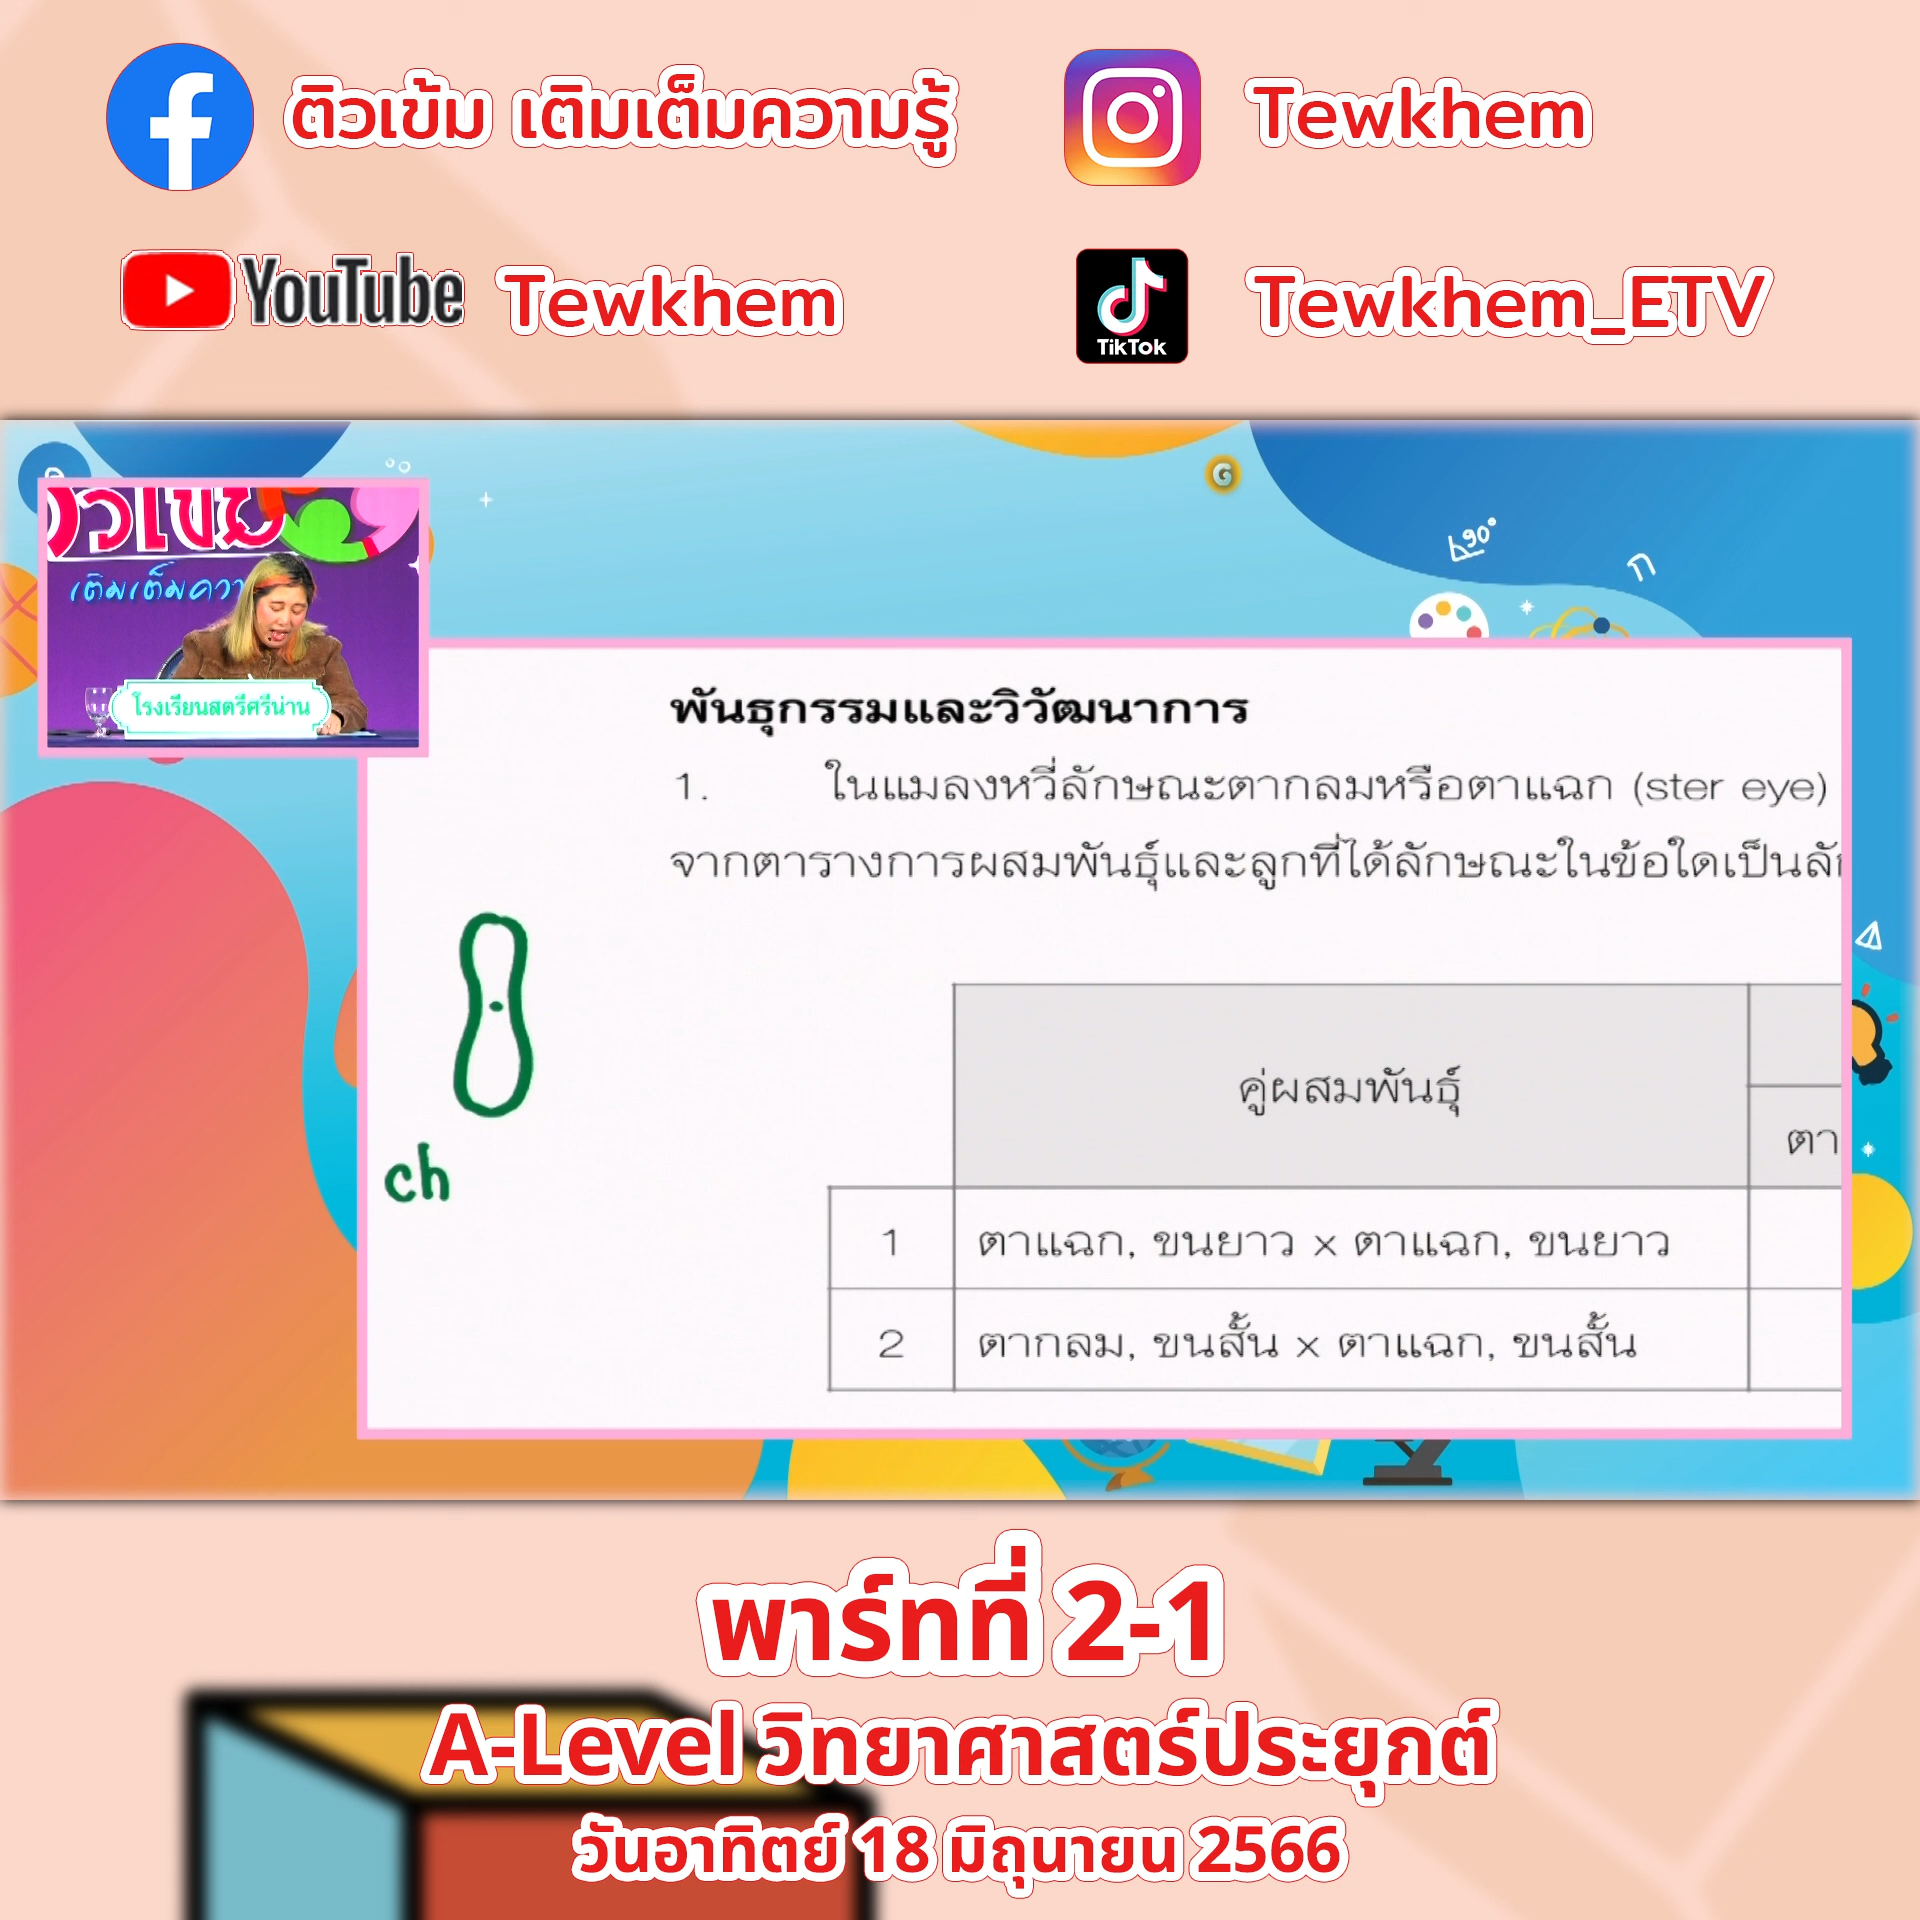 ติวเข้ม เติมเต็มความรู้
Tewkhem
YouTube Tewkhem
TikTok
Tewkhem_ETV
G
90°
ก
ติวเข้ม
เติมเต็มควา
โรงเรียนสตรีศรีน่าน
พันธุกรรมและวิวัฒนาการ
1. ในแมลงหวี่ลักษณะตากลมหรือตาแฉก (ster eye)
จากตารางการผสมพันธุ์และลูกที่ได้ลักษณะในข้อใดเป็นลัก
คู่ผสมพันธุ์
ตา
ch
1 ตาแฉก, ขนยาว x ตาแฉก, ขนยาว
2 ตากลม, ขนสั้น x ตาแฉก, ขนสั้น
พาร์ทที่ 2-1
A-Level วิทยาศาสตร์ประยุกต์
วันอาทิตย์ 18 มิถุนายน 2566